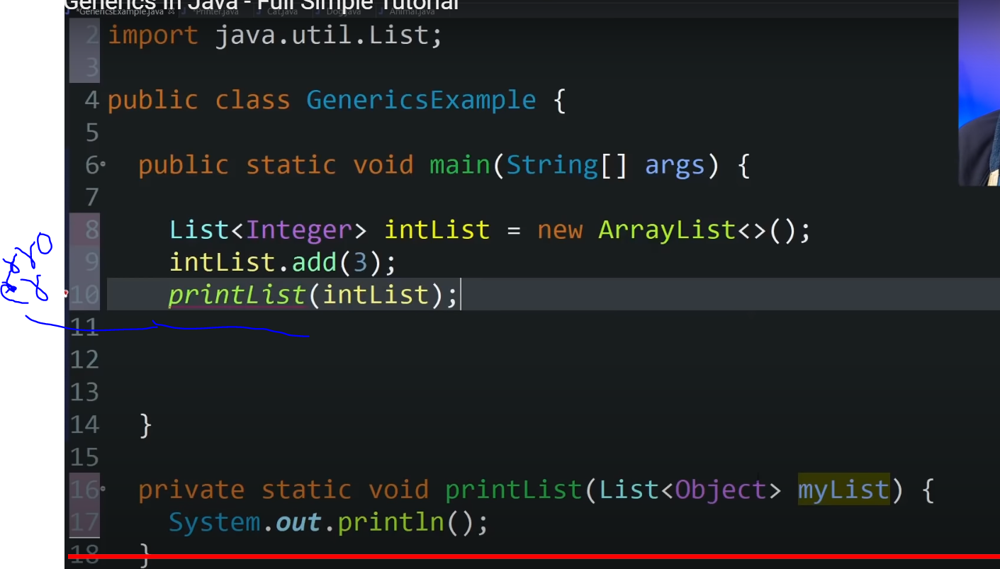 Generics in Java - Full Simple Tutorial
*GenericsExample.java *Printer.java Cat.java Dog.java Animal.java
2 import java.util.List;
3
4 public class GenericsExample {
5
6 public static void main(String[] args) {
7
8 List<Integer> intList = new ArrayList<>();
9 intList.add(3);
10 printList(intList);
11
12
13
14 }
15
16 private static void printList(List<Object> myList) {
17 System.out.println();
18 }